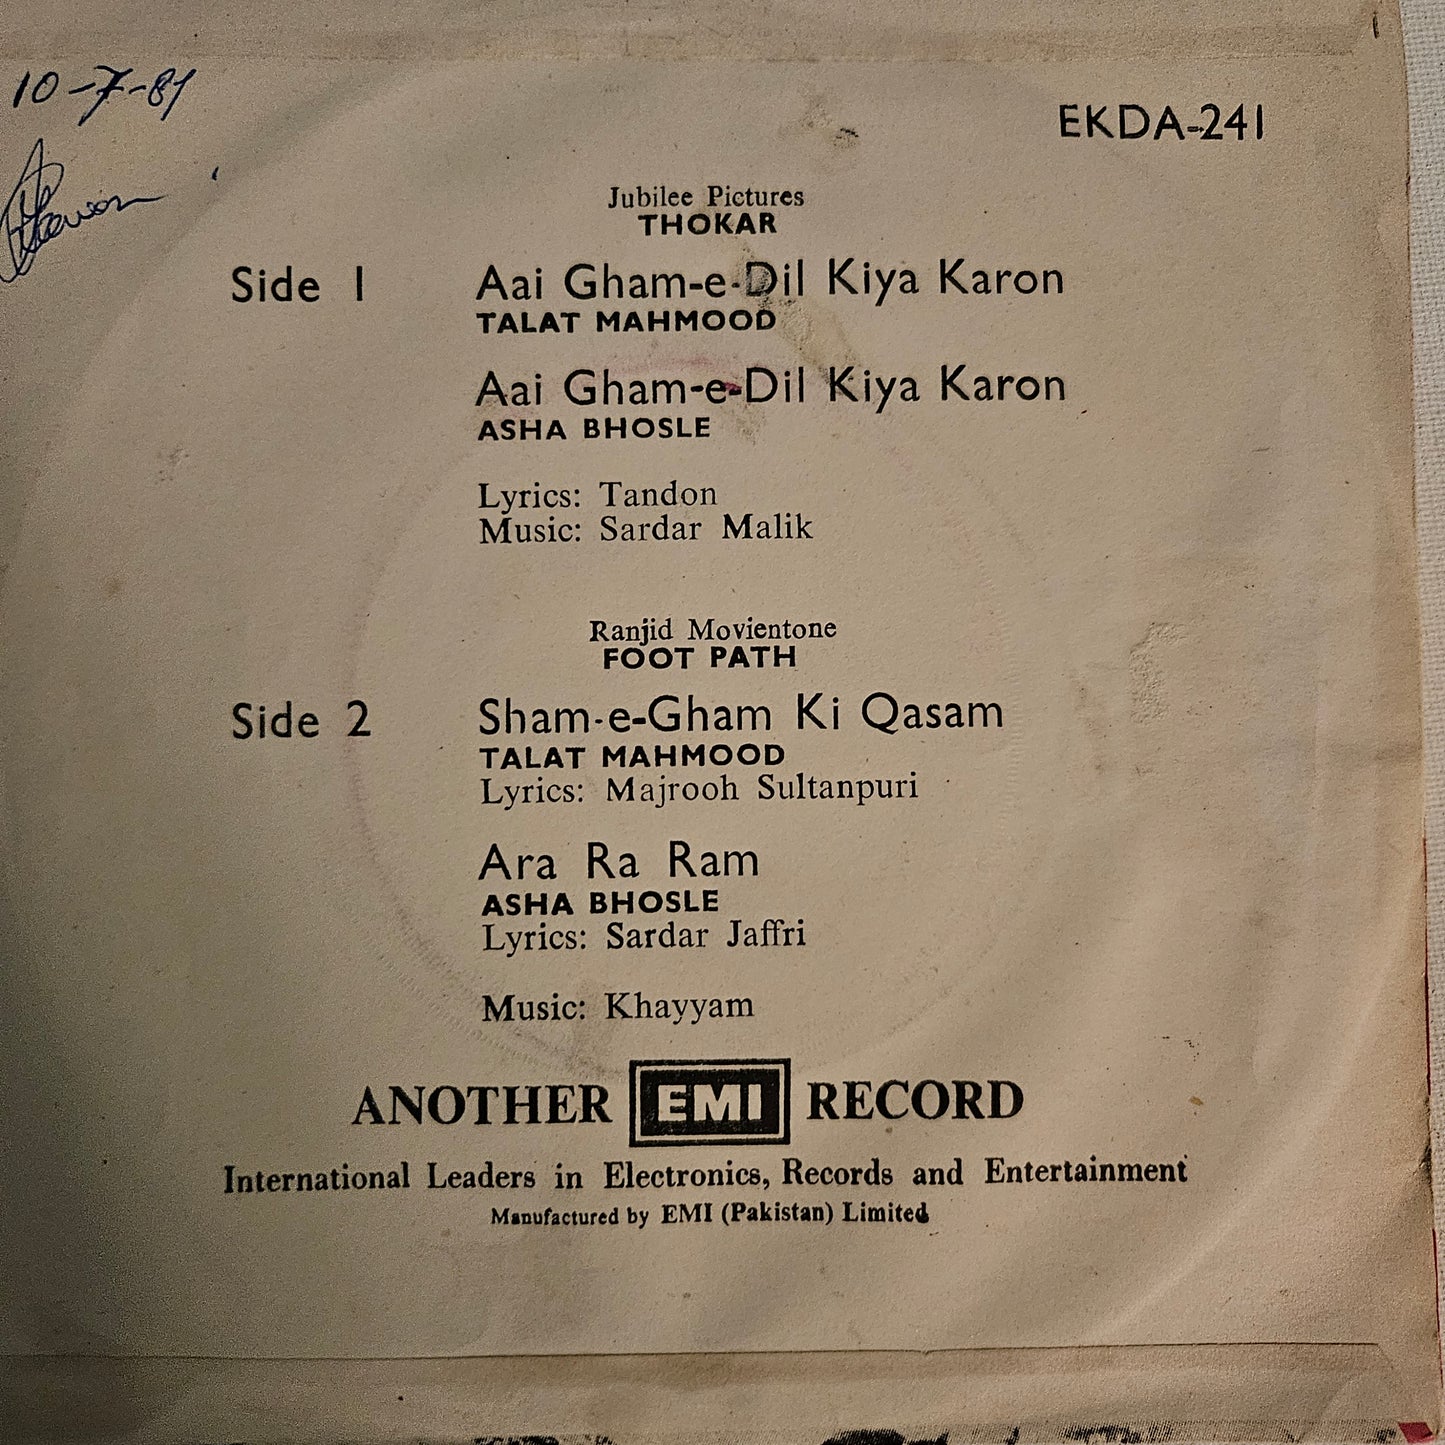 10-7-81
EKDA-241
Jubilee Pictures
THOKAR
Side 1
Aai Gham-e-Dil Kiya Karon
TALAT MAHMOOD
Aai Gham-e-Dil Kiya Karon
ASHA BHOSLE
Lyrics: Tandon
Music: Sardar Malik
Ranjid Movientone
FOOT PATH
Side 2
Sham-e-Gham Ki Qasam
TALAT MAHMOOD
Lyrics: Majrooh Sultanpuri
Ara Ra Ram
ASHA BHOSLE
Lyrics: Sardar Jaffri
Music: Khayyam
ANOTHER EMI RECORD
International Leaders in Electronics, Records and Entertainment
Manufactured by EMI (Pakistan) Limited